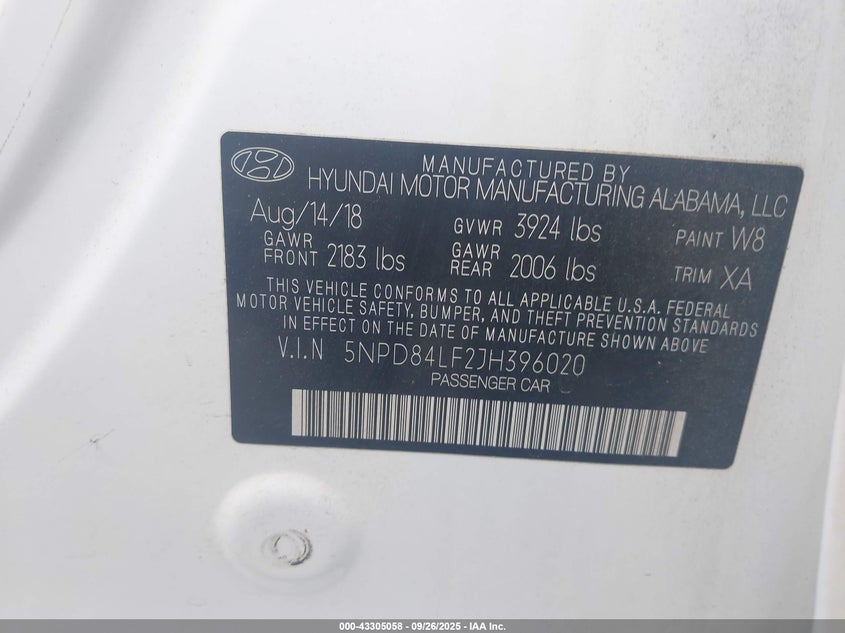 MANUFACTURED BY
HYUNDAI MOTOR MANUFACTURING ALABAMA, LLC
Aug/14/18 GVWR 3924 lbs PAINT W8
GAWR FRONT 2183 lbs GAWR REAR 2006 lbs TRIM XA
THIS VEHICLE CONFORMS TO ALL APPLICABLE U.S.A. FEDERAL
MOTOR VEHICLE SAFETY, BUMPER, AND THEFT PREVENTION STANDARDS
IN EFFECT ON THE DATE OF MANUFACTURE SHOWN ABOVE
V.I.N 5NPD84LF2JH396020
PASSENGER CAR
000-43305058 - 09/26/2025 - IAA Inc.